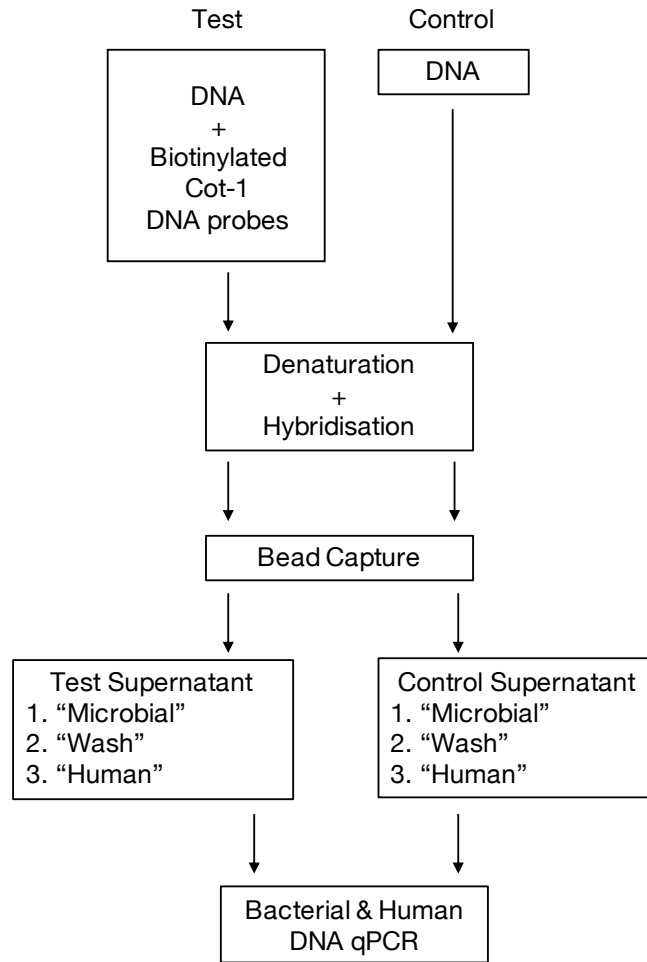 Test
Control
DNA
+
Biotinylated
Cot-1
DNA probes
DNA
Denaturation
+
Hybridisation
Bead Capture
Test Supernatant
1. “Microbial”
2. “Wash”
3. “Human”
Control Supernatant
1. “Microbial”
2. “Wash”
3. “Human”
Bacterial & Human
DNA qPCR